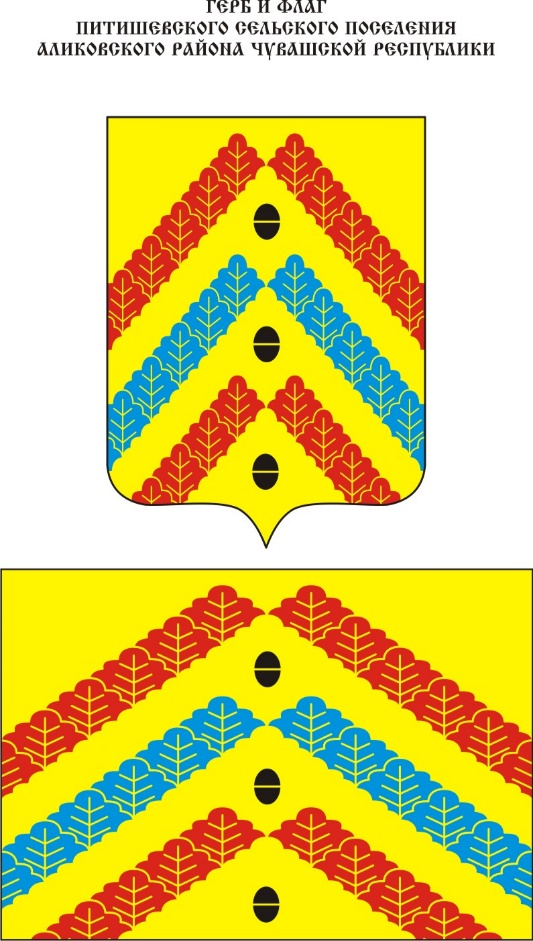 ГЕРБ И ФЛАГ
ПИТИШЕВСКОГО СЕЛЬСКОГО ПОСЕЛЕНИЯ
АЛИКОВСКОГО РАЙОНА ЧУВАШСКОЙ РЕСПУБЛИКИ